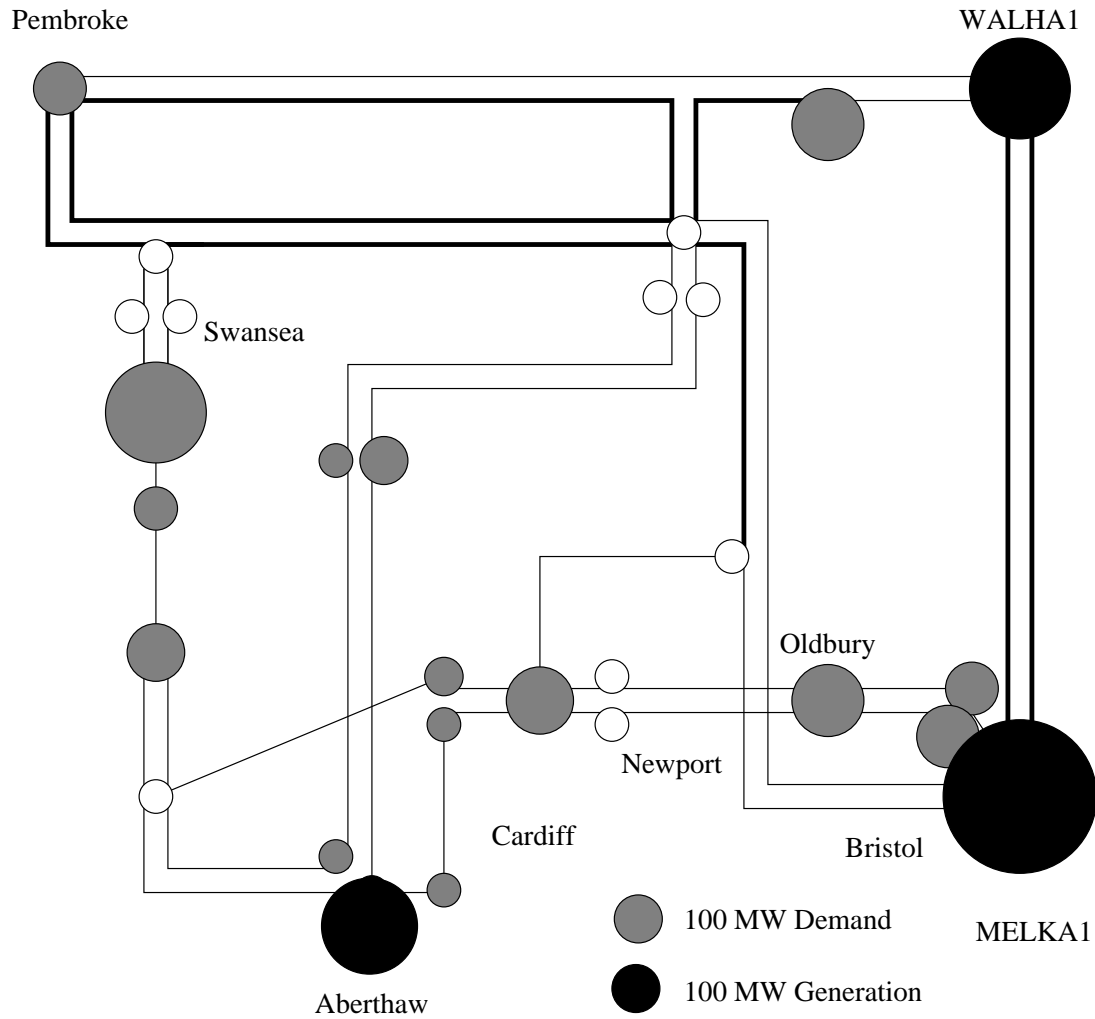 Pembroke
WALHA1
Swansea
Oldbury
Newport
Cardiff
Bristol
100 MW Demand
MELKA1
100 MW Generation
Aberthaw